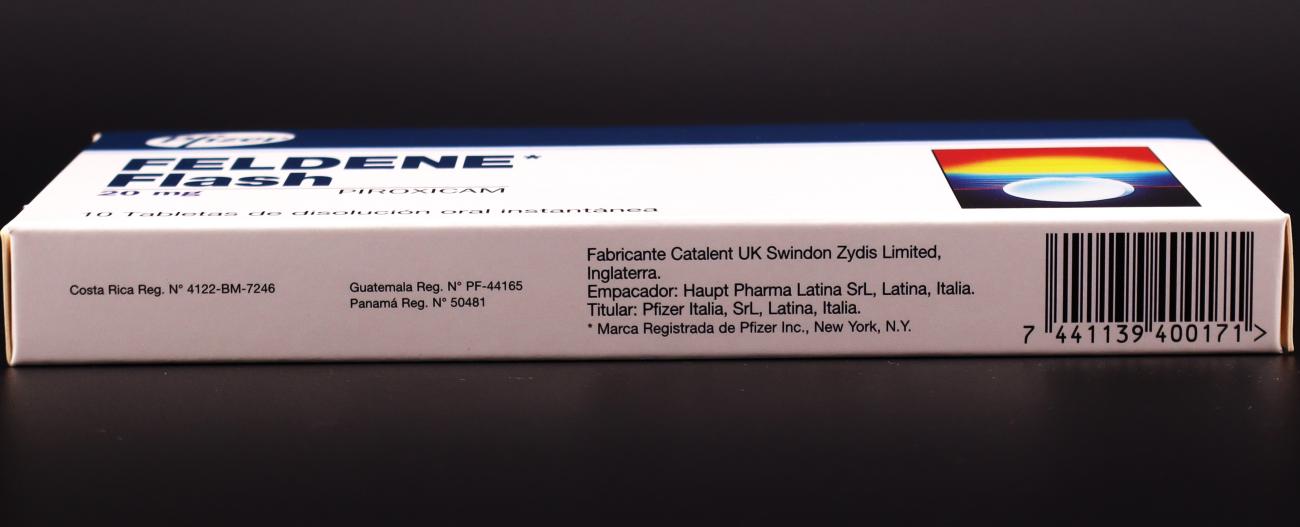 Pfizer
FELDENE*
Flash
20 mg PIROXICAM
10 Tabletas de disolución oral instantánea
Costa Rica Reg. N° 4122-BM-7246
Guatemala Reg. N° PF-44165
Panamá Reg. N° 50481
Fabricante Catalent UK Swindon Zydis Limited,
Inglaterra.
Empacador: Haupt Pharma Latina SrL, Latina, Italia.
Titular: Pfizer Italia, SrL, Latina, Italia.
* Marca Registrada de Pfizer Inc., New York, N.Y.
7 441139 400171 >